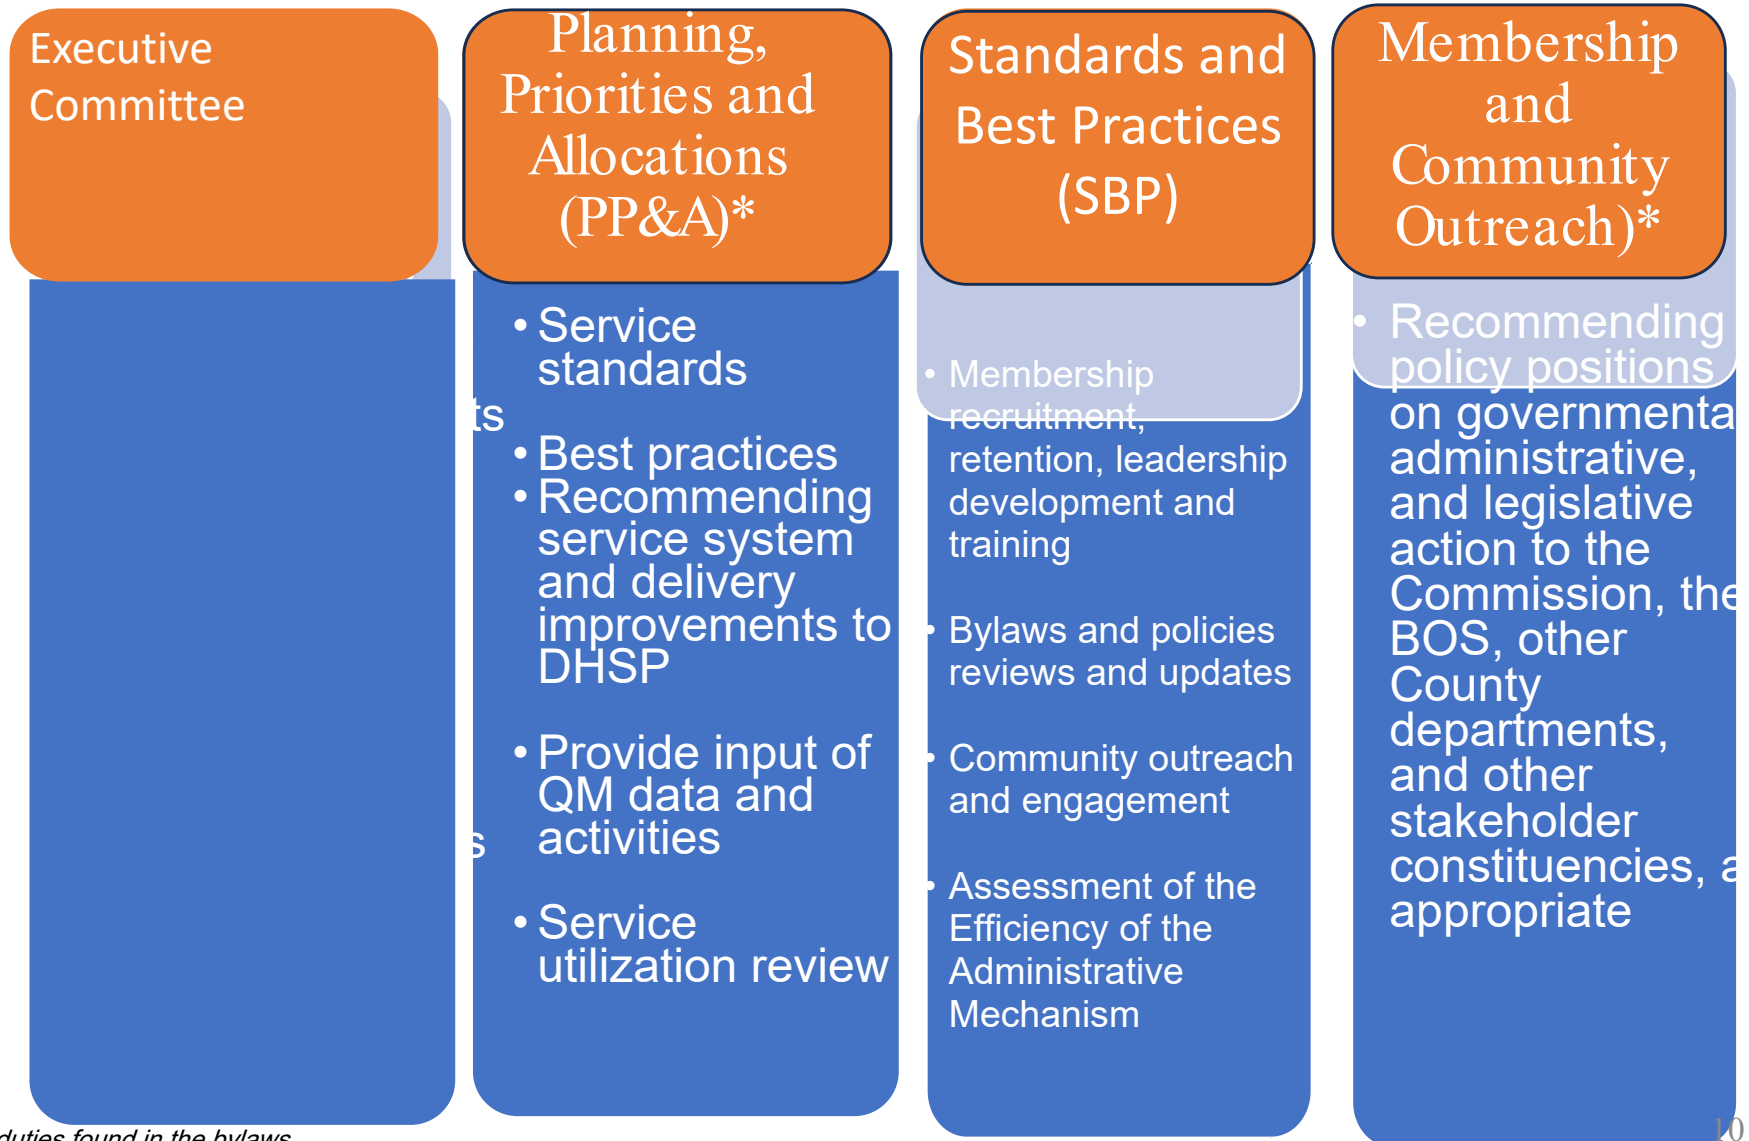 Executive
Committee
Planning,
Priorities and
Allocations
(PP&A)*
ts
s
• Service
standards
• Best practices
• Recommending
service system
and delivery
improvements to
DHSP
• Provide input of
QM data and
activities
• Service
utilization review
Standards and
Best Practices
(SBP)
• Membership
recruitment,
retention, leadership
development and
training
• Bylaws and policies
reviews and updates
• Community outreach
and engagement
• Assessment of the
Efficiency of the
Administrative
Mechanism
Membership
and
Community
Outreach)*
• Recommending
policy positions
on governmenta
administrative,
and legislative
action to the
Commission, the
BOS, other
County
departments,
and other
stakeholder
constituencies, a
appropriate
duties found in the bylaws
10